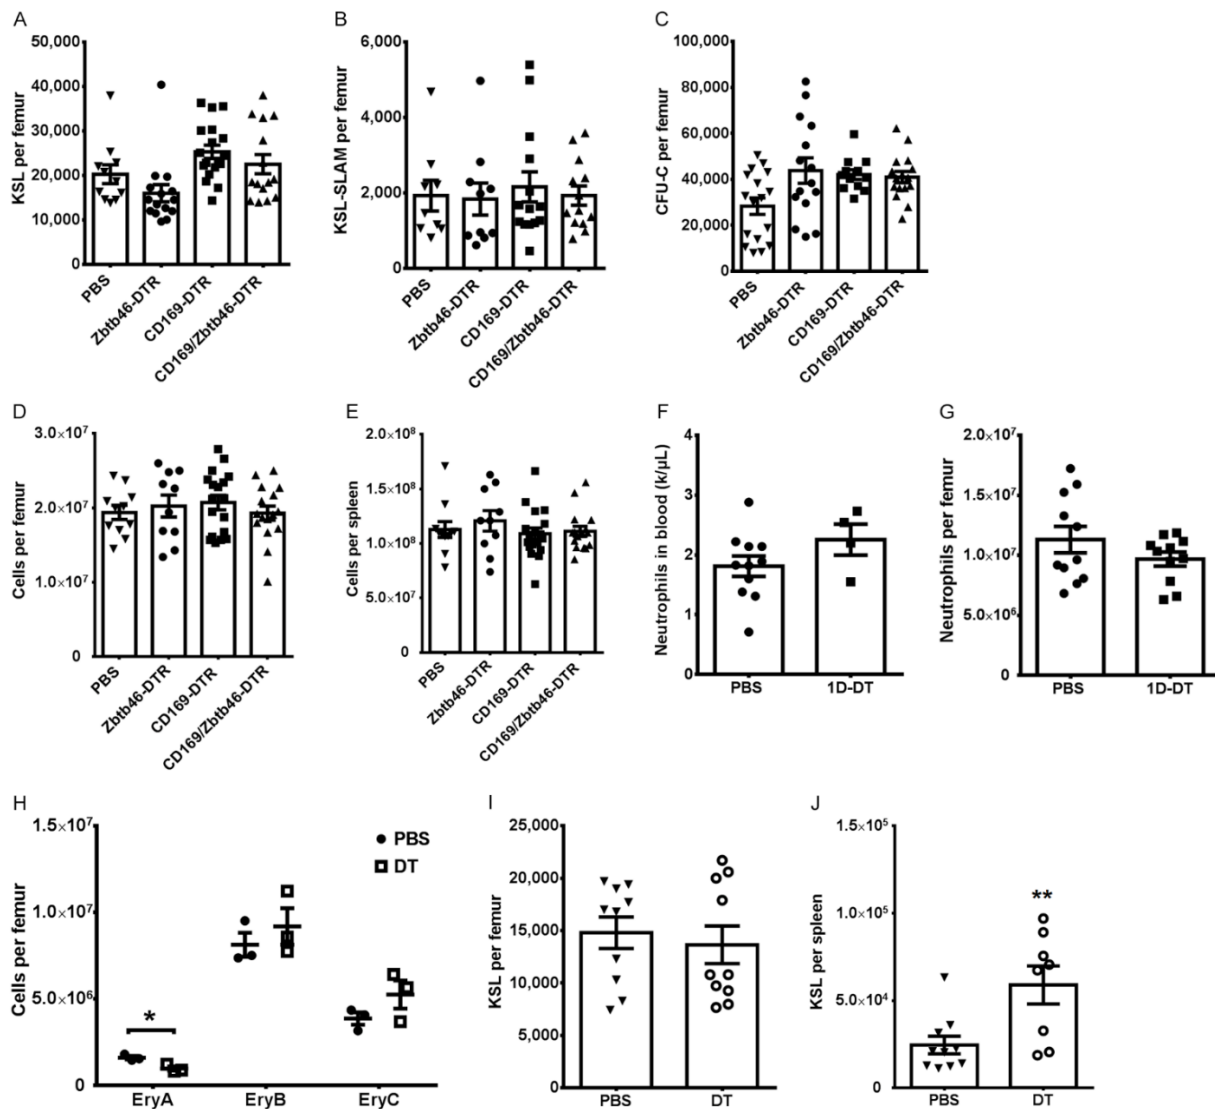 A
KSL per femur
50,000
40,000
30,000
20,000
10,000
0
PBS
Zbtb46-DTR
CD169-DTR
CD169/Zbtb46-DTR
B
KSL-SLAM per femur
6,000
4,000
2,000
0
PBS
Zbtb46-DTR
CD169-DTR
CD169/Zbtb46-DTR
C
CFU-C per femur
100,000
80,000
60,000
40,000
20,000
0
PBS
Zbtb46-DTR
CD169-DTR
CD169/Zbtb46-DTR
D
Cells per femur
3.0×10⁷
2.0×10⁷
1.0×10⁷
0
PBS
Zbtb46-DTR
CD169-DTR
CD169/Zbtb46-DTR
E
Cells per spleen
2.0×10⁸
1.5×10⁸
1.0×10⁸
5.0×10⁷
0
PBS
Zbtb46-DTR
CD169-DTR
CD169/Zbtb46-DTR
F
Neutrophils in blood (k/µL)
4
3
2
1
0
PBS
1D-DT
G
Neutrophils per femur
2.0×10⁷
1.5×10⁷
1.0×10⁷
5.0×10⁶
0
PBS
1D-DT
H
Cells per femur
1.5×10⁷
1.0×10⁷
5.0×10⁶
0
PBS
DT
*
EryA
EryB
EryC
I
KSL per femur
25,000
20,000
15,000
10,000
5,000
0
PBS
DT
J
KSL per spleen
1.5×10⁵
1.0×10⁵
5.0×10⁴
0
**
PBS
DT